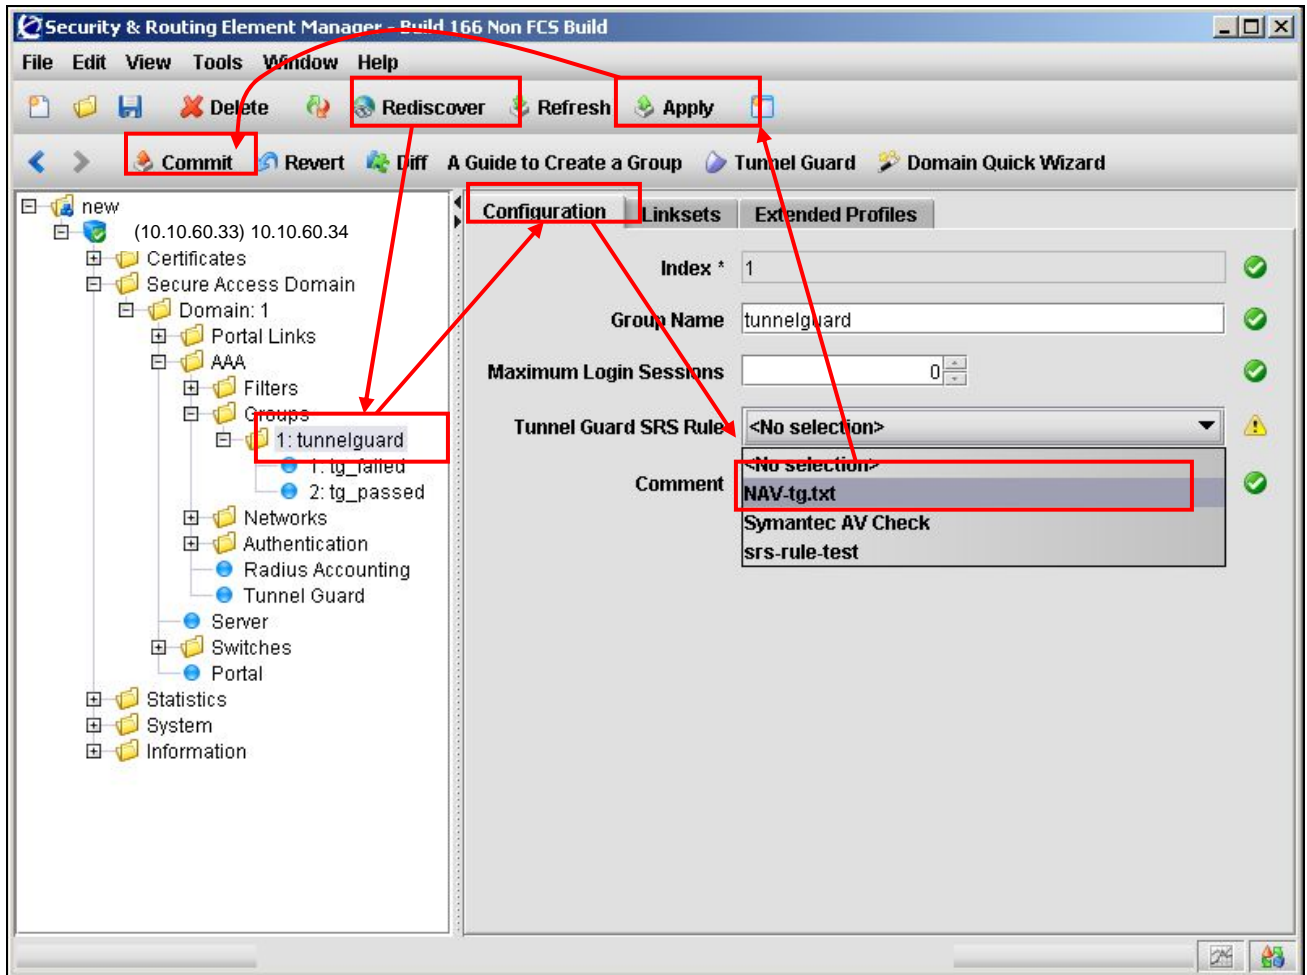 Security & Routing Element Manager - Build 166 Non FCS Build
File Edit View Tools Window Help
Delete Rediscover Refresh Apply
Commit Revert Diff A Guide to Create a Group Tunnel Guard Domain Quick Wizard
new
(10.10.60.33) 10.10.60.34
Certificates
Secure Access Domain
Domain: 1
Portal Links
AAA
Filters
Groups
1: tunnelguard
1: tg_failed
2: tg_passed
Networks
Authentication
Radius Accounting
Tunnel Guard
Server
Switches
Portal
Statistics
System
Information
Configuration Linksets Extended Profiles
Index * 1
Group Name tunnelguard
Maximum Login Sessions 0
Tunnel Guard SRS Rule <No selection>
<No selection>
Comment
NAV-tg.txt
Symantec AV Check
srs-rule-test